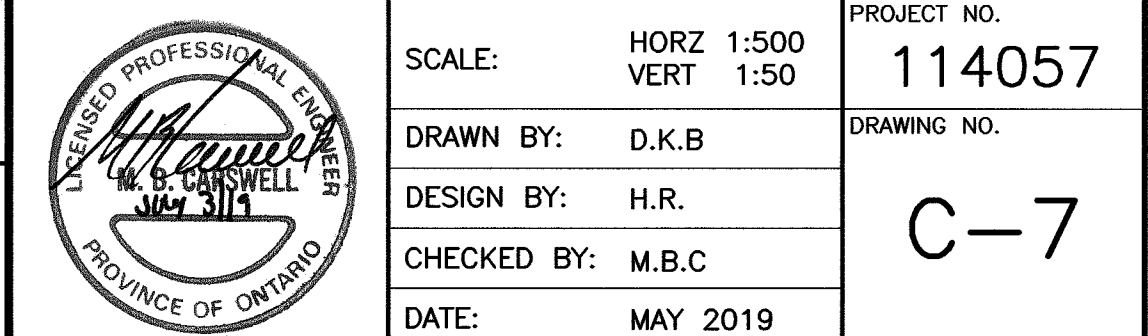 LICENSED PROFESSIONAL ENGINEER
M. B. CARSWELL
July 3/19
PROVINCE OF ONTARIO
SCALE: HORZ 1:500
VERT 1:50
DRAWN BY: D.K.B
DESIGN BY: H.R.
CHECKED BY: M.B.C
DATE: MAY 2019
PROJECT NO.
114057
DRAWING NO.
C-7